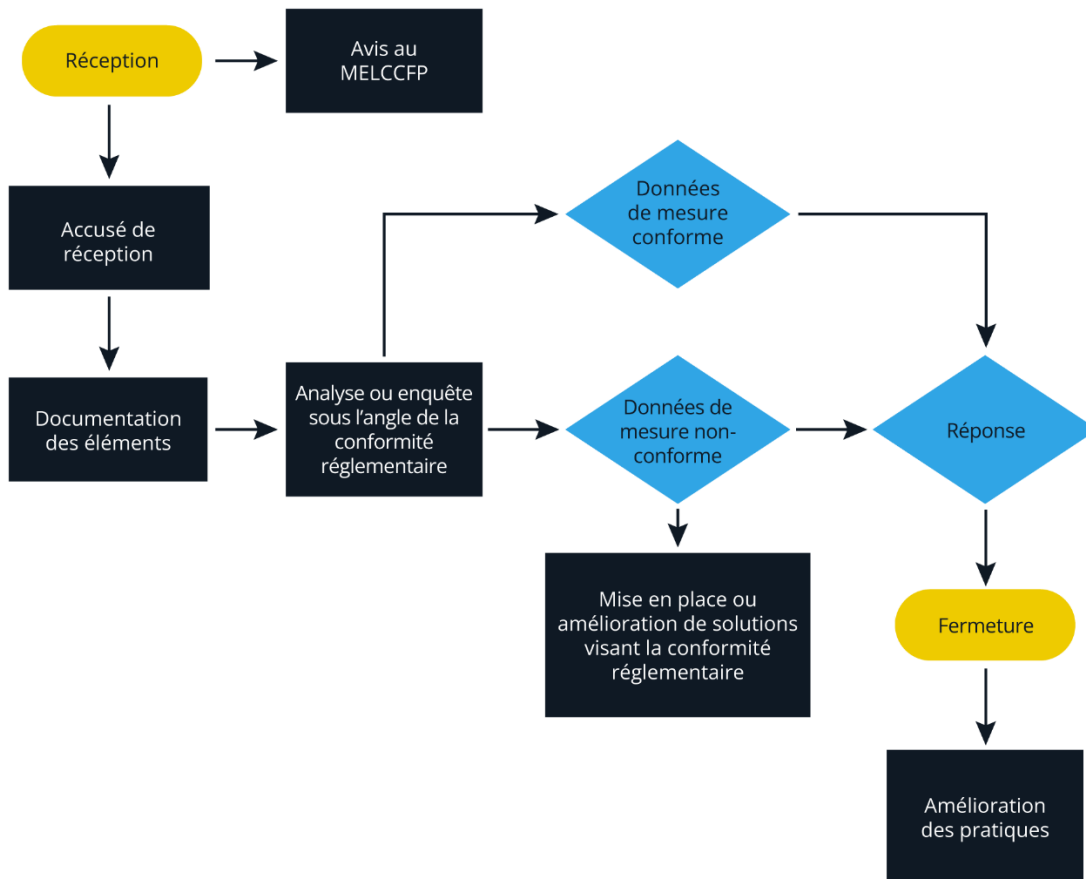 Réception
Avis au
MELCCFP
Accusé de
réception
Données
de mesure
conforme
Documentation
des éléments
Analyse ou enquête
sous l’angle de la
conformité
réglementaire
Données de
mesure non-
conforme
Réponse
Mise en place ou
amélioration de solutions
visant la conformité
réglementaire
Fermeture
Amélioration
des pratiques